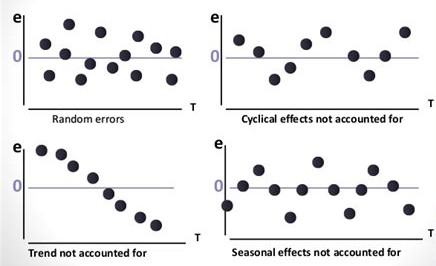 e
0
T
Random errors
e
0
T
Cyclical effects not accounted for
e
0
T
Trend not accounted for
e
0
T
Seasonal effects not accounted for